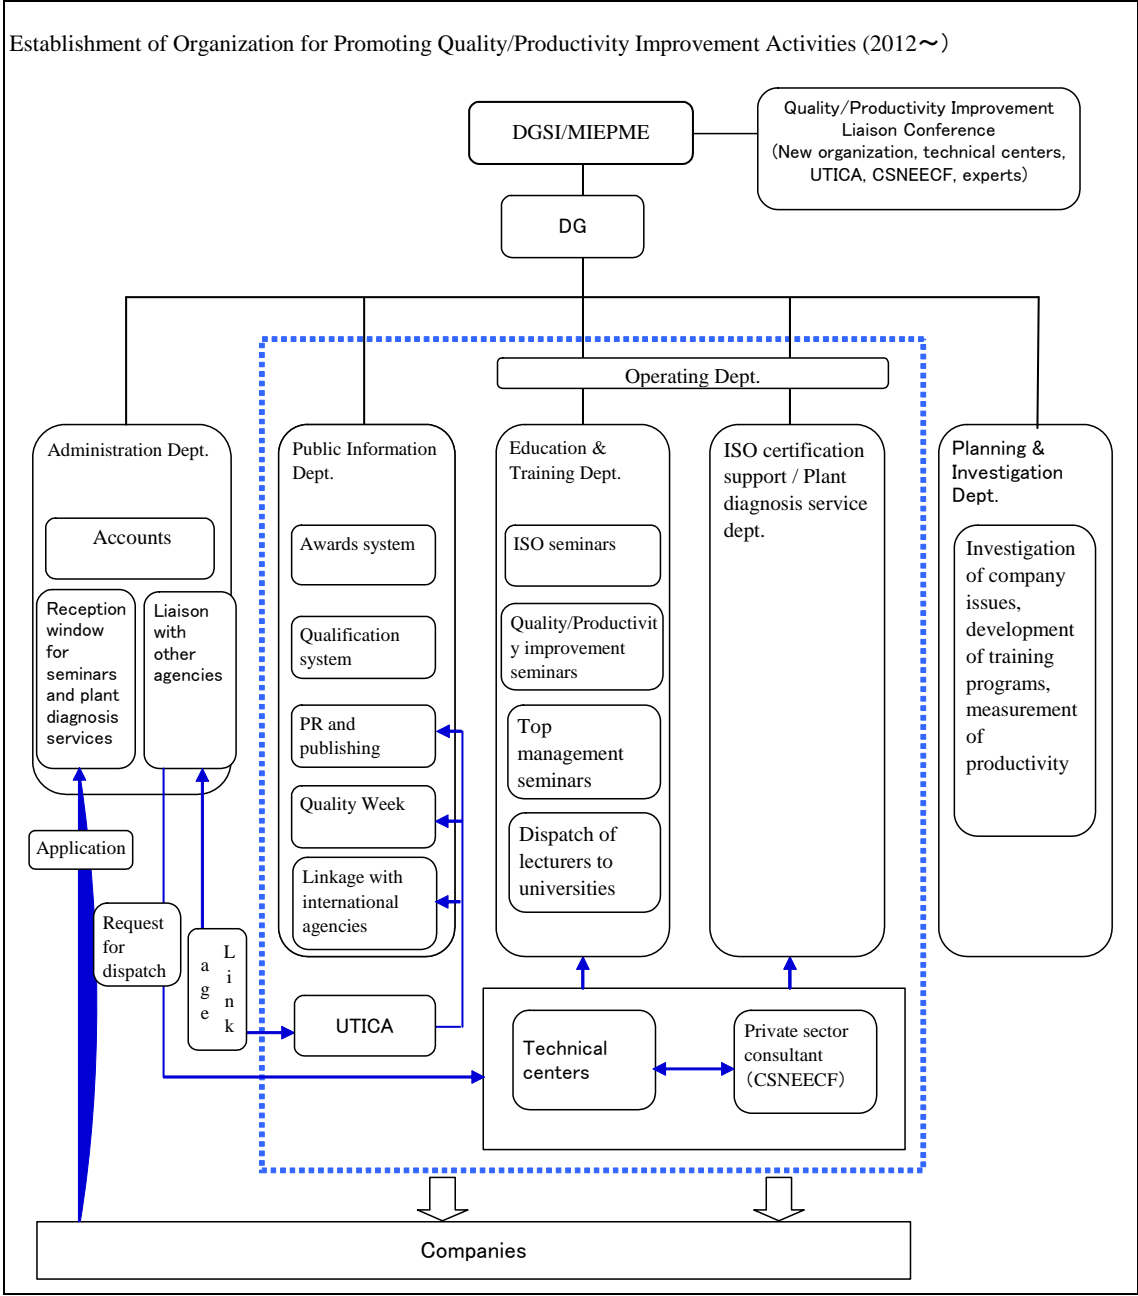 Establishment of Organization for Promoting Quality/Productivity Improvement Activities (2012～)
DGSI/MIEPME
Quality/Productivity Improvement
Liaison Conference
(New organization, technical centers,
UTICA, CSNEECF, experts)
DG
Operating Dept.
Administration Dept.
Accounts
Reception
window
for
seminars
and plant
diagnosis
services
Liaison
with
other
agencies
Public Information
Dept.
Awards system
Qualification
system
PR and
publishing
Quality Week
Linkage with
international
agencies
Education &
Training Dept.
ISO seminars
Quality/Productivit
y improvement
seminars
Top
management
seminars
Dispatch of
lecturers to
universities
ISO certification
support / Plant
diagnosis service
dept.
Planning &
Investigation
Dept.
Investigation
of company
issues,
development
of training
programs,
measurement
of
productivity
Application
Request
for
dispatch
Link
age
UTICA
Technical
centers
Private sector
consultant
(CSNEECF)
Companies